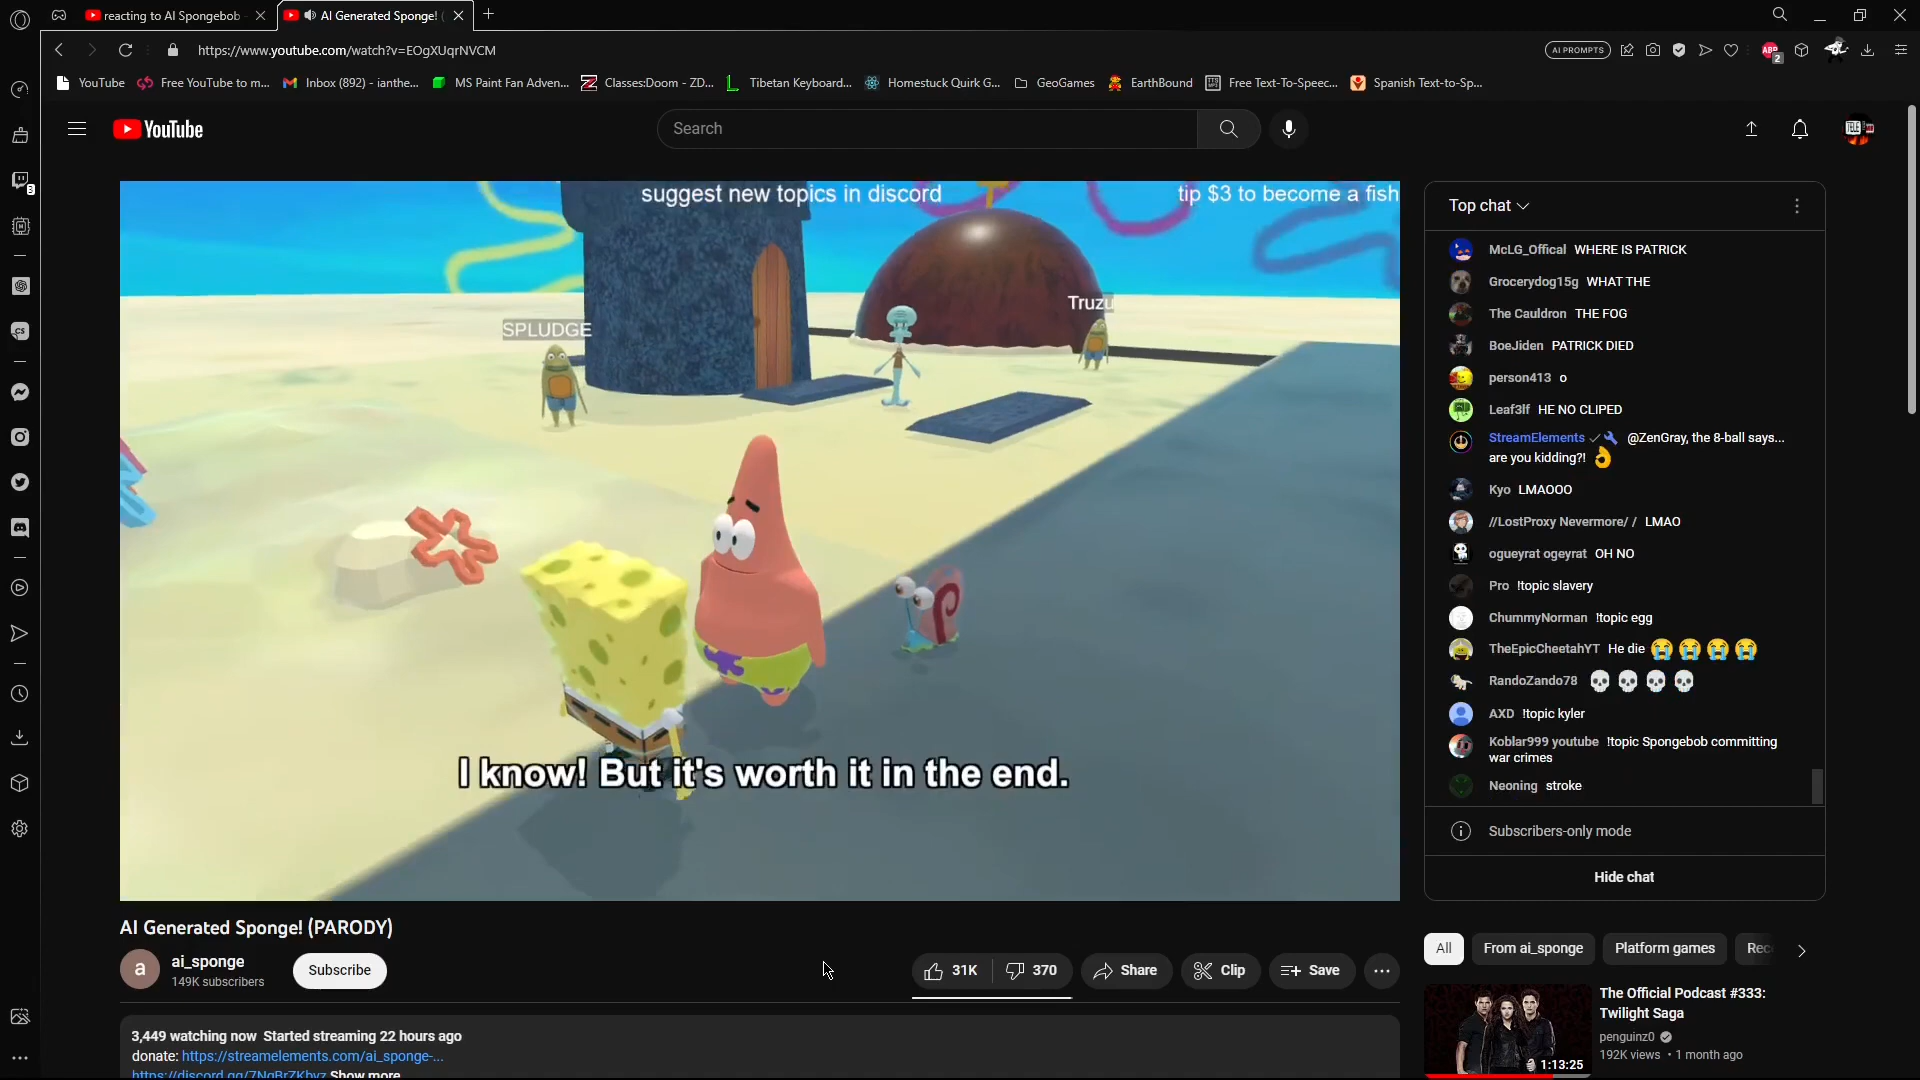 reacting to AI Spongebob
AI Generated Sponge! (
https://www.youtube.com/watch?v=EOgXUqrNVCM
AI PROMPTS
ABP
2
YouTube
Free YouTube to m...
Inbox (892) - ianthe...
MS Paint Fan Adven...
Classes:Doom - ZD...
Tibetan Keyboard...
Homestuck Quirk G...
GeoGames
EarthBound
Free Text-To-Speec...
Spanish Text-to-Sp...
YouTube
Search
suggest new topics in discord
tip $3 to become a fish
SPLUDGE
Truzu
I know! But it's worth it in the end.
Top chat
McLG_Offical WHERE IS PATRICK
Grocerydog15g WHAT THE
The Cauldron THE FOG
BoeJiden PATRICK DIED
person413 o
Leaf3lf HE NO CLIPED
StreamElements @ZenGray, the 8-ball says...
are you kidding?! 👌
Kyo LMAOOO
//LostProxy Nevermore/ / LMAO
ogueyrat ogeyrat OH NO
Pro !topic slavery
ChummyNorman !topic egg
TheEpicCheetahYT He die 😭😭😭😭
RandoZando78 💀💀💀💀
AXD !topic kyler
Koblar999 youtube !topic Spongebob committing
war crimes
Neoning stroke
Subscribers-only mode
Hide chat
AI Generated Sponge! (PARODY)
a
ai_sponge
149K subscribers
Subscribe
31K
370
Share
Clip
Save
3,449 watching now Started streaming 22 hours ago
donate: https://streamelements.com/ai_sponge-...
https://discord.gg/7NgBrZKbyz Show more
All
From ai_sponge
Platform games
Rec
The Official Podcast #333:
Twilight Saga
penguinz0
192K views • 1 month ago
1:13:25